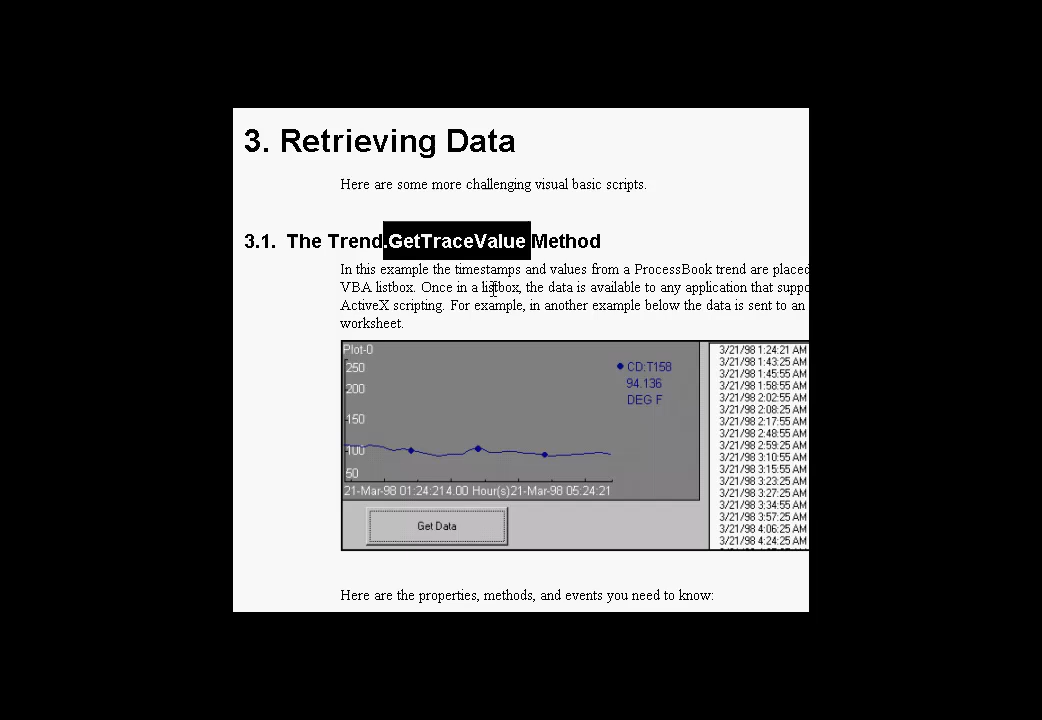 3. Retrieving Data
Here are some more challenging visual basic scripts.
3.1. The Trend.GetTraceValue Method
In this example the timestamps and values from a ProcessBook trend are placed
VBA listbox. Once in a listbox, the data is available to any application that suppo
ActiveX scripting. For example, in another example below the data is sent to an
worksheet.
Plot-0
250
200
150
100
50
CD:T158
94.136
DEG F
21-Mar-98 01:24:214.00 Hour(s)21-Mar-98 05:24:21
Get Data
3/21/98 1:24:21 AM
3/21/98 1:43:25 AM
3/21/98 1:45:55 AM
3/21/98 1:58:55 AM
3/21/98 2:02:55 AM
3/21/98 2:08:25 AM
3/21/98 2:17:55 AM
3/21/98 2:48:55 AM
3/21/98 2:59:25 AM
3/21/98 3:10:55 AM
3/21/98 3:15:55 AM
3/21/98 3:23:25 AM
3/21/98 3:27:25 AM
3/21/98 3:34:55 AM
3/21/98 3:57:25 AM
3/21/98 4:06:25 AM
3/21/98 4:24:25 AM
Here are the properties, methods, and events you need to know: